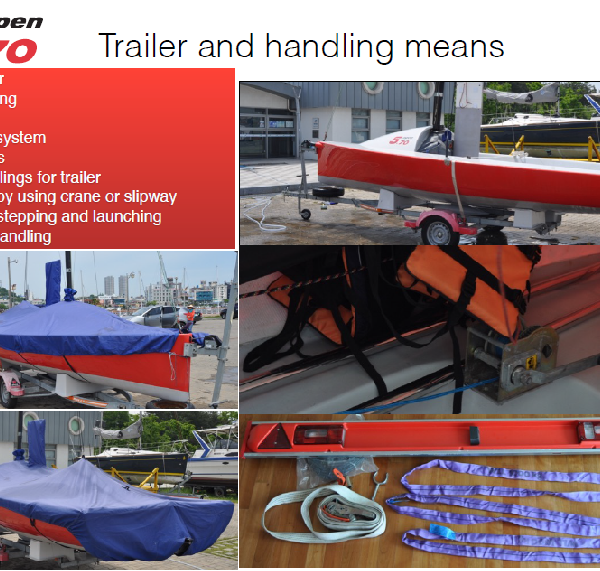 pen
70
Trailer and handling means
r
ng
system
s
lings for trailer
by using crane or slipway
stepping and launching
andling
5.70